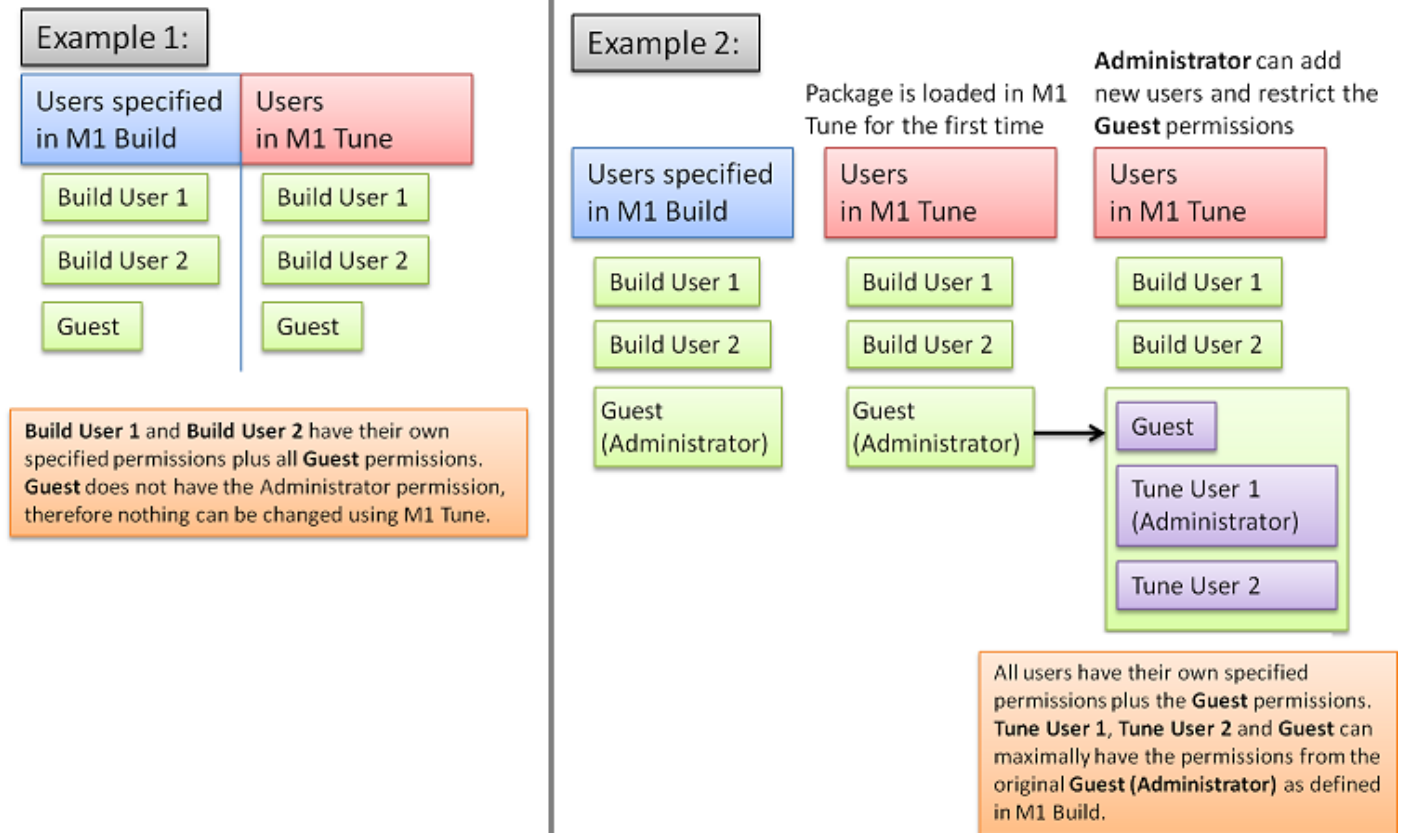 Example 1:
Users specified
in M1 Build
Users
in M1 Tune
Build User 1
Build User 1
Build User 2
Build User 2
Guest
Guest
Build User 1 and Build User 2 have their own
specified permissions plus all Guest permissions.
Guest does not have the Administrator permission,
therefore nothing can be changed using M1 Tune.
Example 2:
Package is loaded in M1
Tune for the first time
Administrator can add
new users and restrict the
Guest permissions
Users specified
in M1 Build
Users
in M1 Tune
Users
in M1 Tune
Build User 1
Build User 1
Build User 1
Build User 2
Build User 2
Build User 2
Guest
(Administrator)
Guest
(Administrator)
Guest
Tune User 1
(Administrator)
Tune User 2
All users have their own specified
permissions plus the Guest permissions.
Tune User 1, Tune User 2 and Guest can
maximally have the permissions from the
original Guest (Administrator) as defined
in M1 Build.